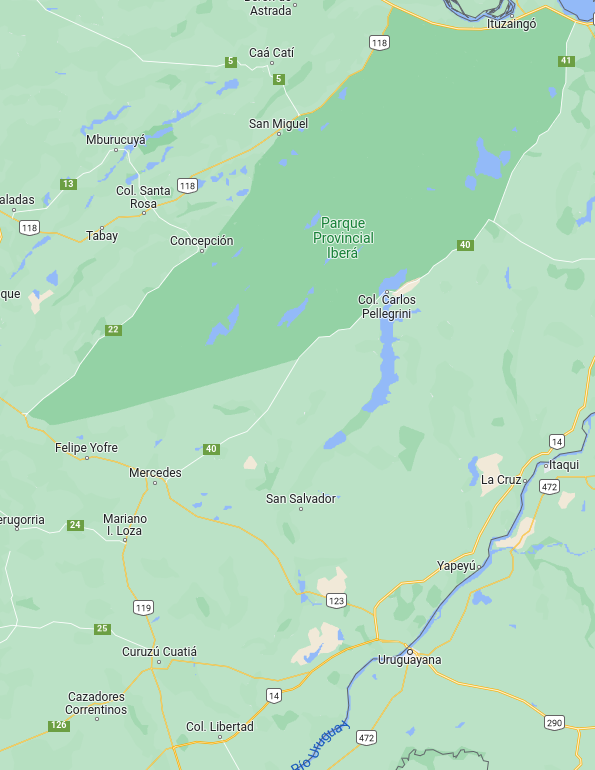 Astrada
Ituzaingó
118
41
Caá Catí
5
5
San Miguel
Mburucuyá
13
118
Col. Santa
Rosa
aladas
118
Tabay
Concepción
Parque
Provincial
Iberá
40
que
Col. Carlos
Pellegrini
22
14
Felipe Yofre
40
Itaqui
Mercedes
La Cruz
472
San Salvador
erugorria
24
Mariano
I. Loza
Yapeyú
123
119
25
Curuzú Cuatiá
Uruguayana
Cazadores
Correntinos
14
126
Col. Libertad
290
472
Río Uruguay